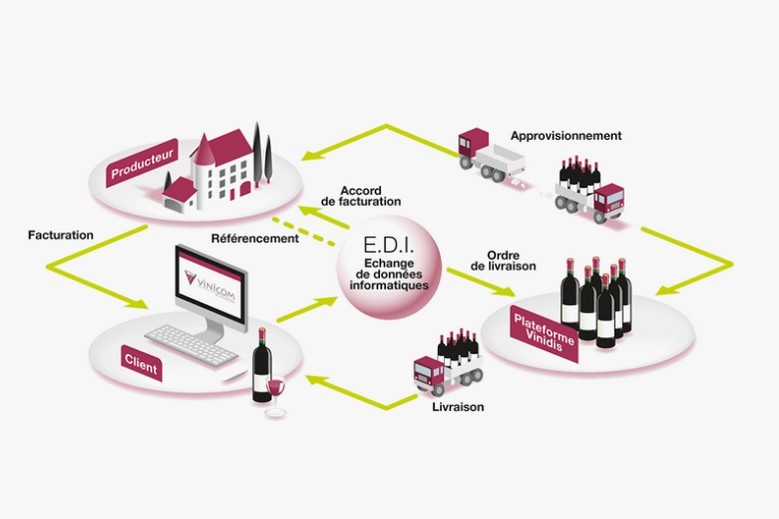 Approvisionnement
Producteur
Accord
de facturation
Facturation
Référencement
E.D.I.
Echange
de données
informatiques
Ordre
de livraison
VINICOM
Plateforme
Vinidis
Client
Livraison